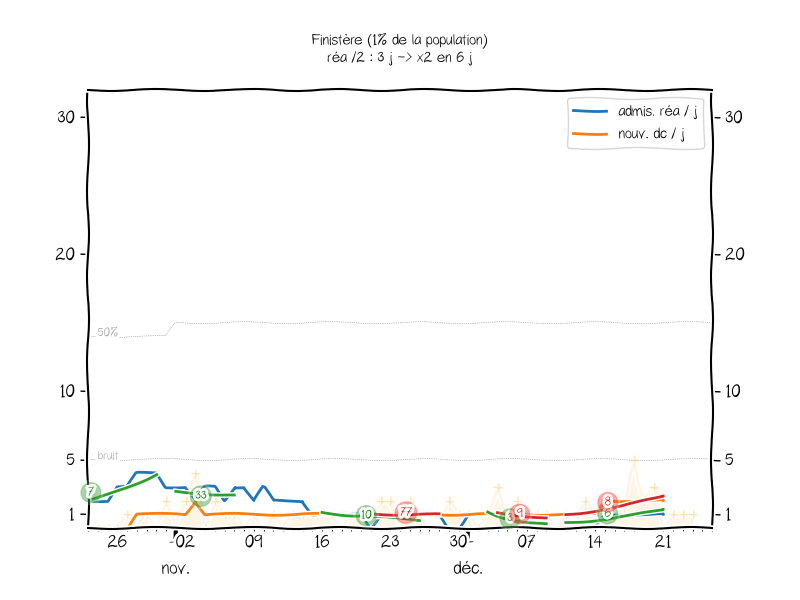 Finistère (1% de la population)
réa /2 : 3 j -> x2 en 6 j
admis. réa / j
nouv. dc / j
30 30
20 20
50%
10 10
bruit
5 5
7 33 10 77 3 9 8 6
1 1
26 02 09 16 23 30 07 14 21
nov. déc.